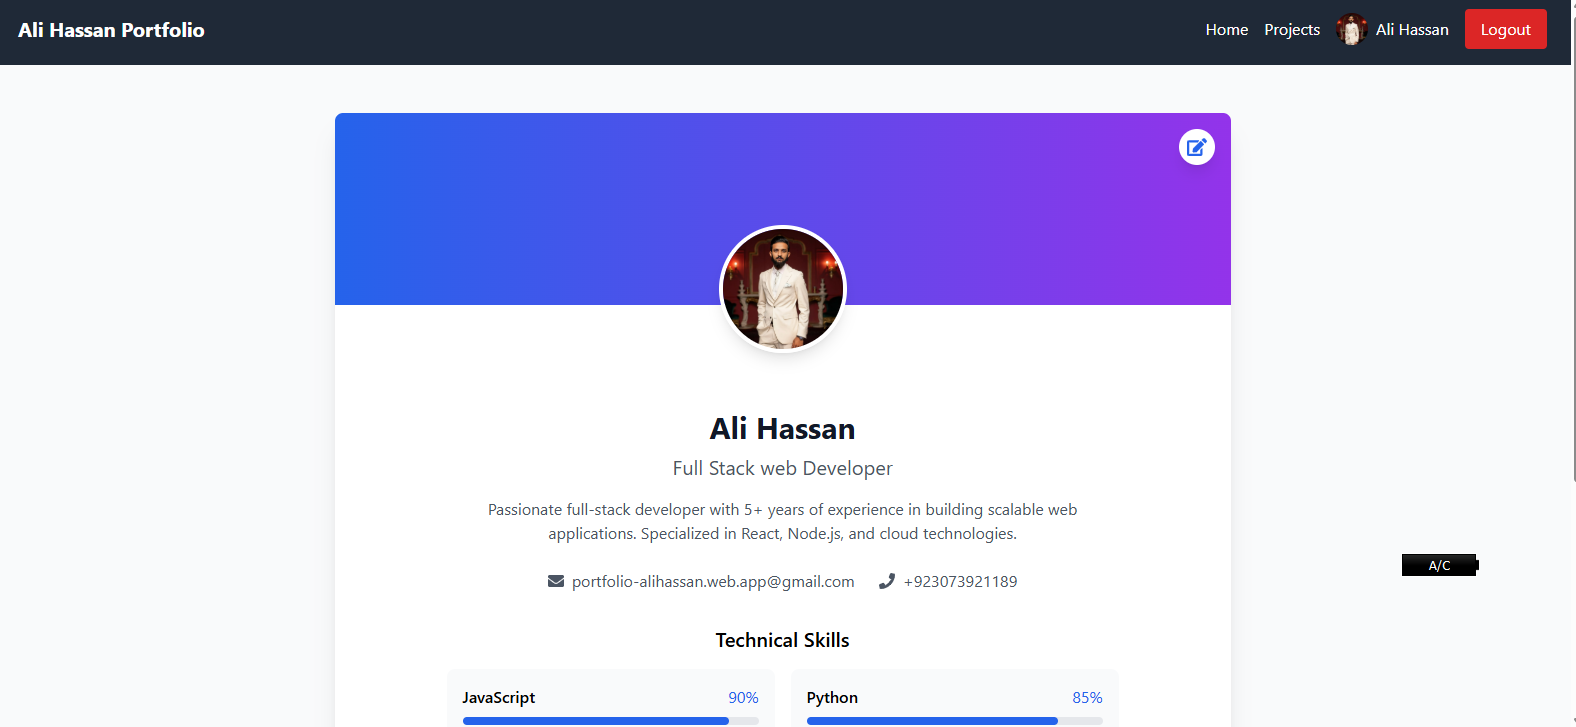 Ali Hassan Portfolio
Home Projects Ali Hassan Logout
Ali Hassan
Full Stack web Developer
Passionate full-stack developer with 5+ years of experience in building scalable web
applications. Specialized in React, Node.js, and cloud technologies.
portfolio-alihassan.web.app@gmail.com +923073921189
A/C
Technical Skills
JavaScript 90%
Python 85%